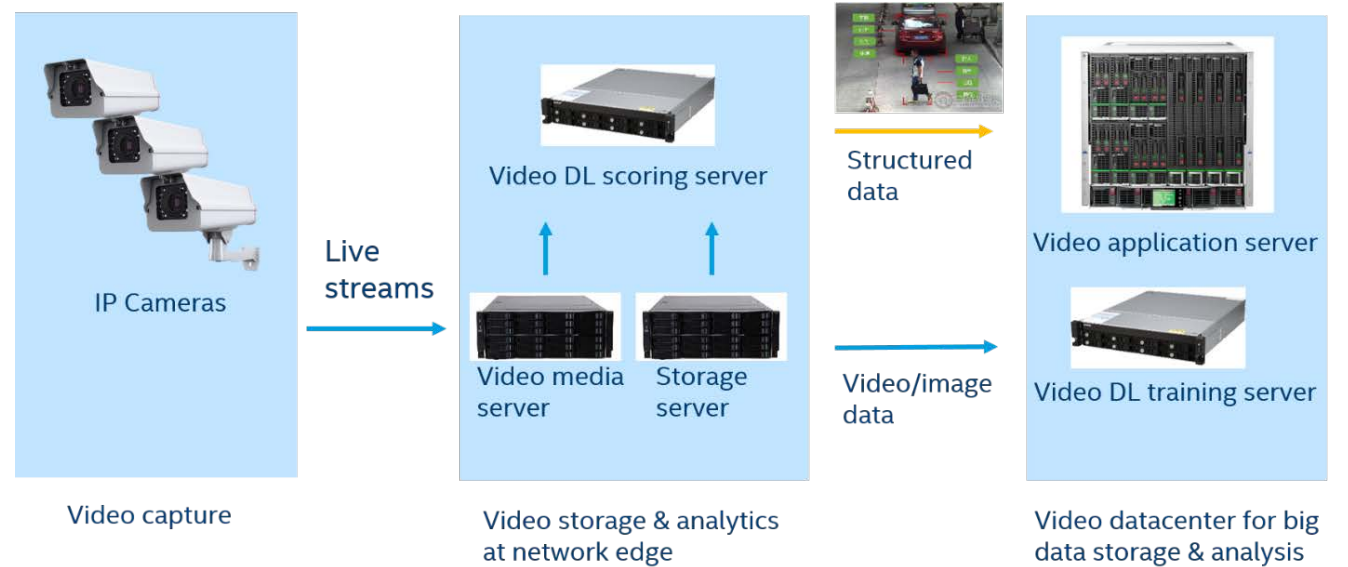 IP Cameras
Video capture
Live
streams
Video DL scoring server
Video media
server
Storage
server
Video storage & analytics
at network edge
Structured
data
Video/image
data
Video application server
Video DL training server
Video datacenter for big
data storage & analysis